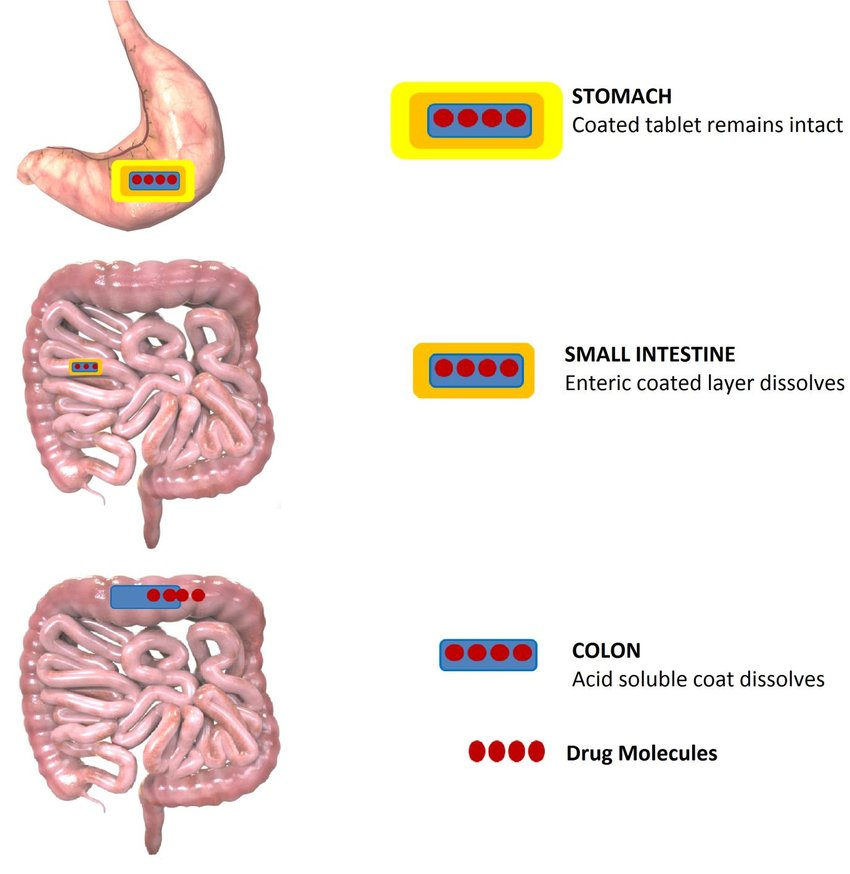 STOMACH
Coated tablet remains intact
SMALL INTESTINE
Enteric coated layer dissolves
COLON
Acid soluble coat dissolves
Drug Molecules